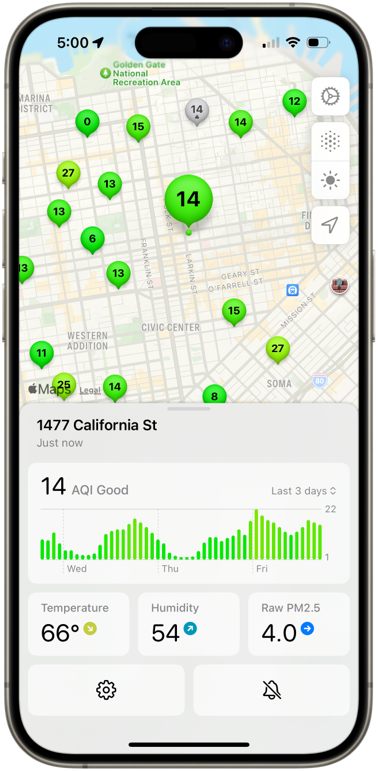 5:00
Golden Gate
National
Recreation Area
MARINA
DISTRICT
14
12
0
15
14
27
13
14
13
6
13
13
FRANKLIN ST
LARKIN ST
GEARY ST
O'FARRELL ST
MISSION ST
15
CIVIC CENTER
WESTERN
ADDITION
27
11
SOMA
80
25
14
8
Maps
Legal
1477 California St
Just now
14 AQI Good
Last 3 days
22
1
Wed
Thu
Fri
Temperature
66°
Humidity
54
Raw PM2.5
4.0